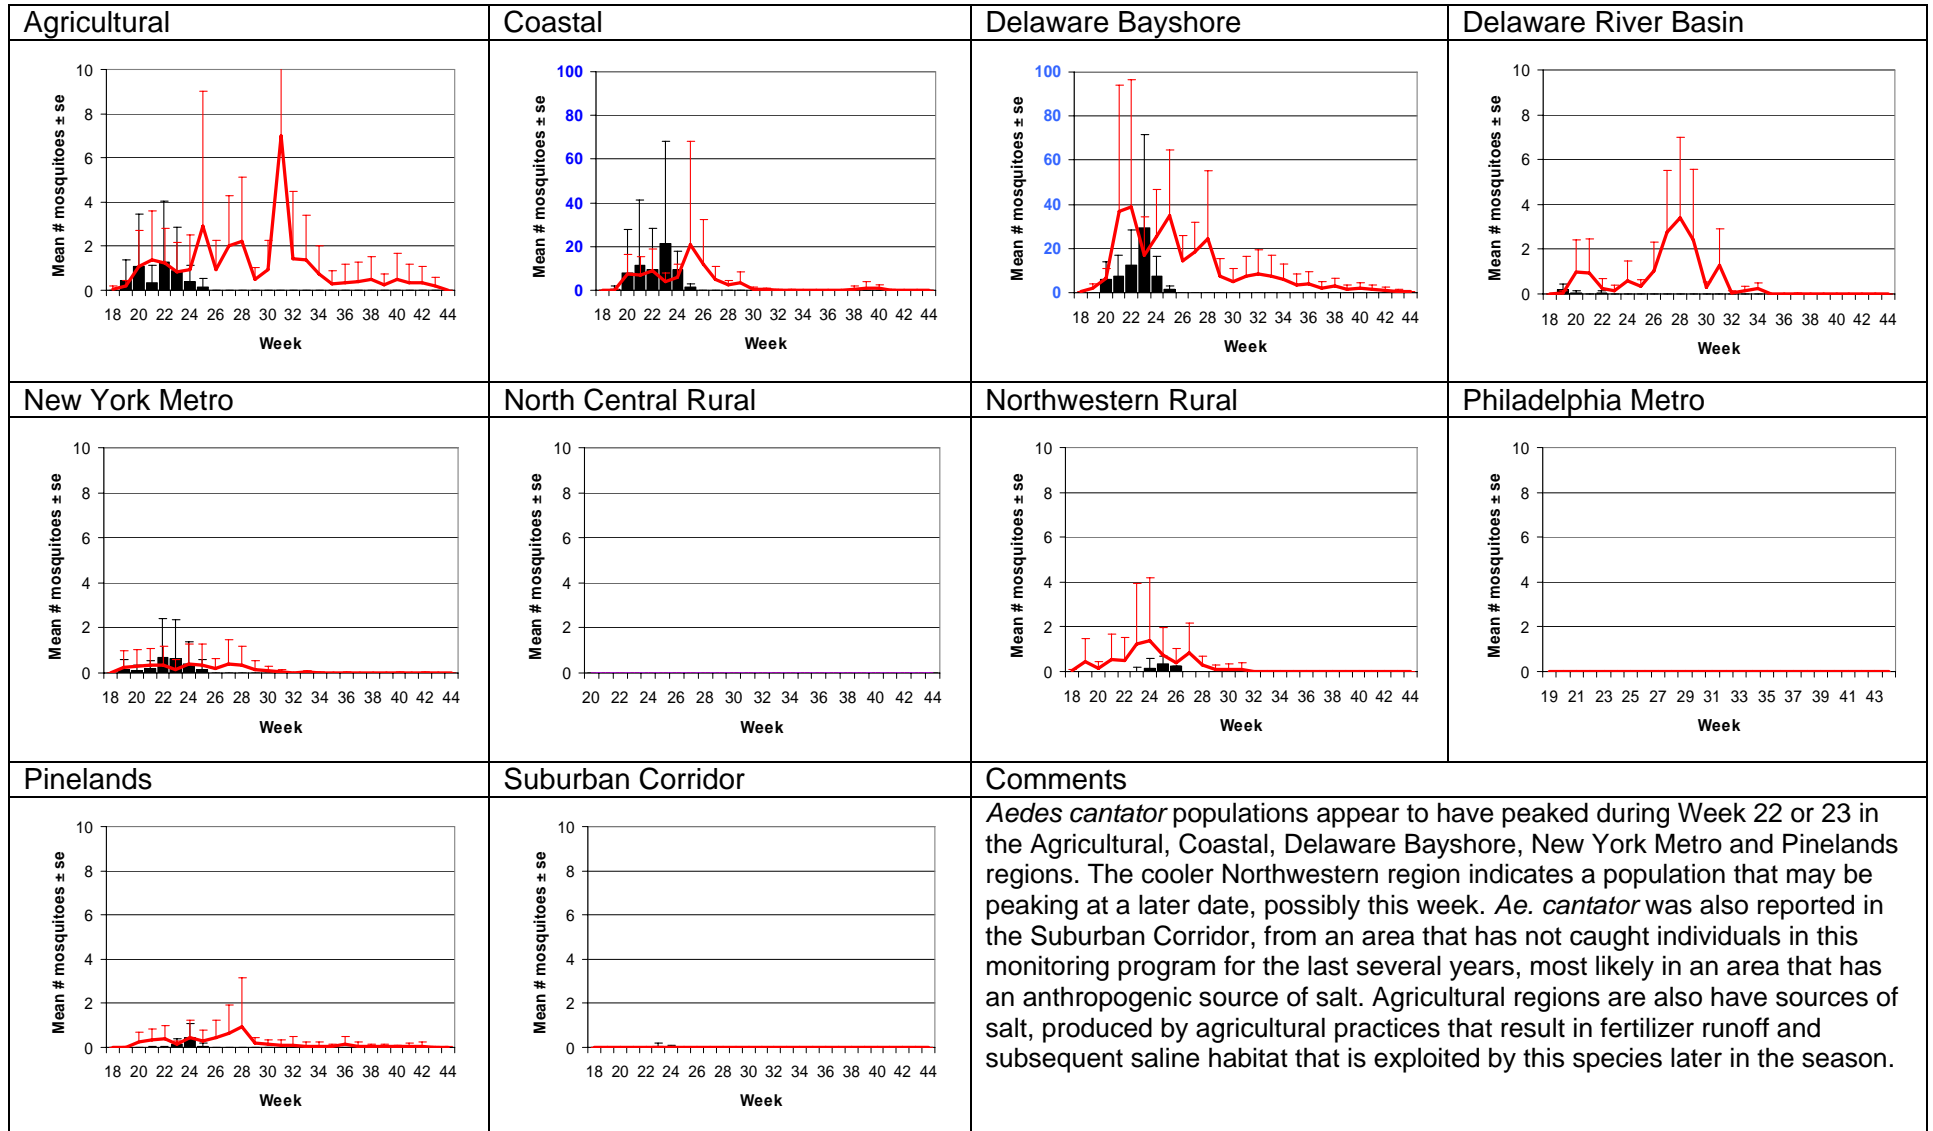 Agricultural
Coastal
Delaware Bayshore
Delaware River Basin
Mean # mosquitoes ± se
10
8
6
4
2
0
18 20 22 24 26 28 30 32 34 36 38 40 42 44
Week
Mean # mosquitoes ± se
100
80
60
40
20
0
18 20 22 24 26 28 30 32 34 36 38 40 42 44
Week
Mean # mosquitoes ± se
100
80
60
40
20
0
18 20 22 24 26 28 30 32 34 36 38 40 42 44
Week
Mean # mosquitoes ± se
10
8
6
4
2
0
18 20 22 24 26 28 30 32 34 36 38 40 42 44
Week
New York Metro
North Central Rural
Northwestern Rural
Philadelphia Metro
Mean # mosquitoes ± se
10
8
6
4
2
0
18 20 22 24 26 28 30 32 34 36 38 40 42 44
Week
Mean # mosquitoes ± se
10
8
6
4
2
0
20 22 24 26 28 30 32 34 36 38 40 42 44
Week
Mean # mosquitoes ± se
10
8
6
4
2
0
18 20 22 24 26 28 30 32 34 36 38 40 42 44
Week
Mean # mosquitoes ± se
10
8
6
4
2
0
19 21 23 25 27 29 31 33 35 37 39 41 43
Week
Pinelands
Suburban Corridor
Comments
Mean # mosquitoes ± se
10
8
6
4
2
0
18 20 22 24 26 28 30 32 34 36 38 40 42 44
Week
Mean # mosquitoes ± se
10
8
6
4
2
0
18 20 22 24 26 28 30 32 34 36 38 40 42 44
Week
Aedes cantator populations appear to have peaked during Week 22 or 23 in
the Agricultural, Coastal, Delaware Bayshore, New York Metro and Pinelands
regions. The cooler Northwestern region indicates a population that may be
peaking at a later date, possibly this week. Ae. cantator was also reported in
the Suburban Corridor, from an area that has not caught individuals in this
monitoring program for the last several years, most likely in an area that has
an anthropogenic source of salt. Agricultural regions are also have sources of
salt, produced by agricultural practices that result in fertilizer runoff and
subsequent saline habitat that is exploited by this species later in the season.